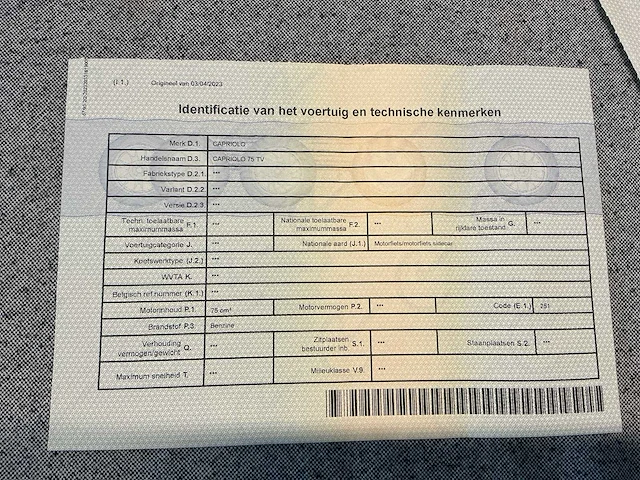 (I.1.) Origineel van 03/04/2023
Identificatie van het voertuig en technische kenmerken
Merk D.1. CAPRIOLO
Handelsnaam D.3. CAPRIOLO 75 TV
Fabriekstype D.2.1. ***
Variant D.2.2. ***
Versie D.2.3. ***
Techn. toelaatbare maximummassa F.1 *** Nationale toelaatbare maximummassa F.2. *** Massa in rijklare toestand G. ***
Voertuigcategorie J. *** Nationale aard (J.1.) Motorfiets/motorfiets sidecar
Koetswerktype (J.2.) ***
WVTA K. ***
Belgisch ref.nummer (K.1.) ***
Motorinhoud P.1. 75 cm³ Motorvermogen P.2. *** Code (E.1.) 281
Brandstof P.3. Benzine
Verhouding vermogen/gewicht Q. *** Zitplaatsen bestuurder inb. S.1. *** Staanplaatsen S.2. ***
Maximum snelheid T. *** Milieuklasse V.9. ***